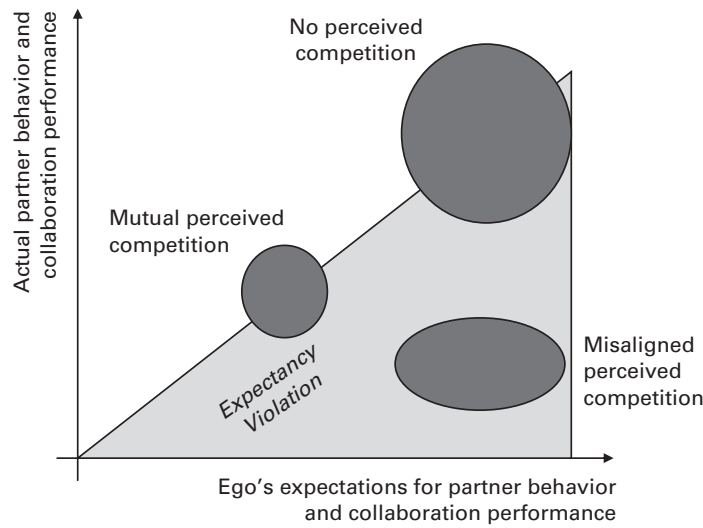 No perceived
competition
Actual partner behavior and
collaboration performance
Mutual perceived
competition
Misaligned
perceived
competition
Expectancy
Violation
Ego’s expectations for partner behavior
and collaboration performance